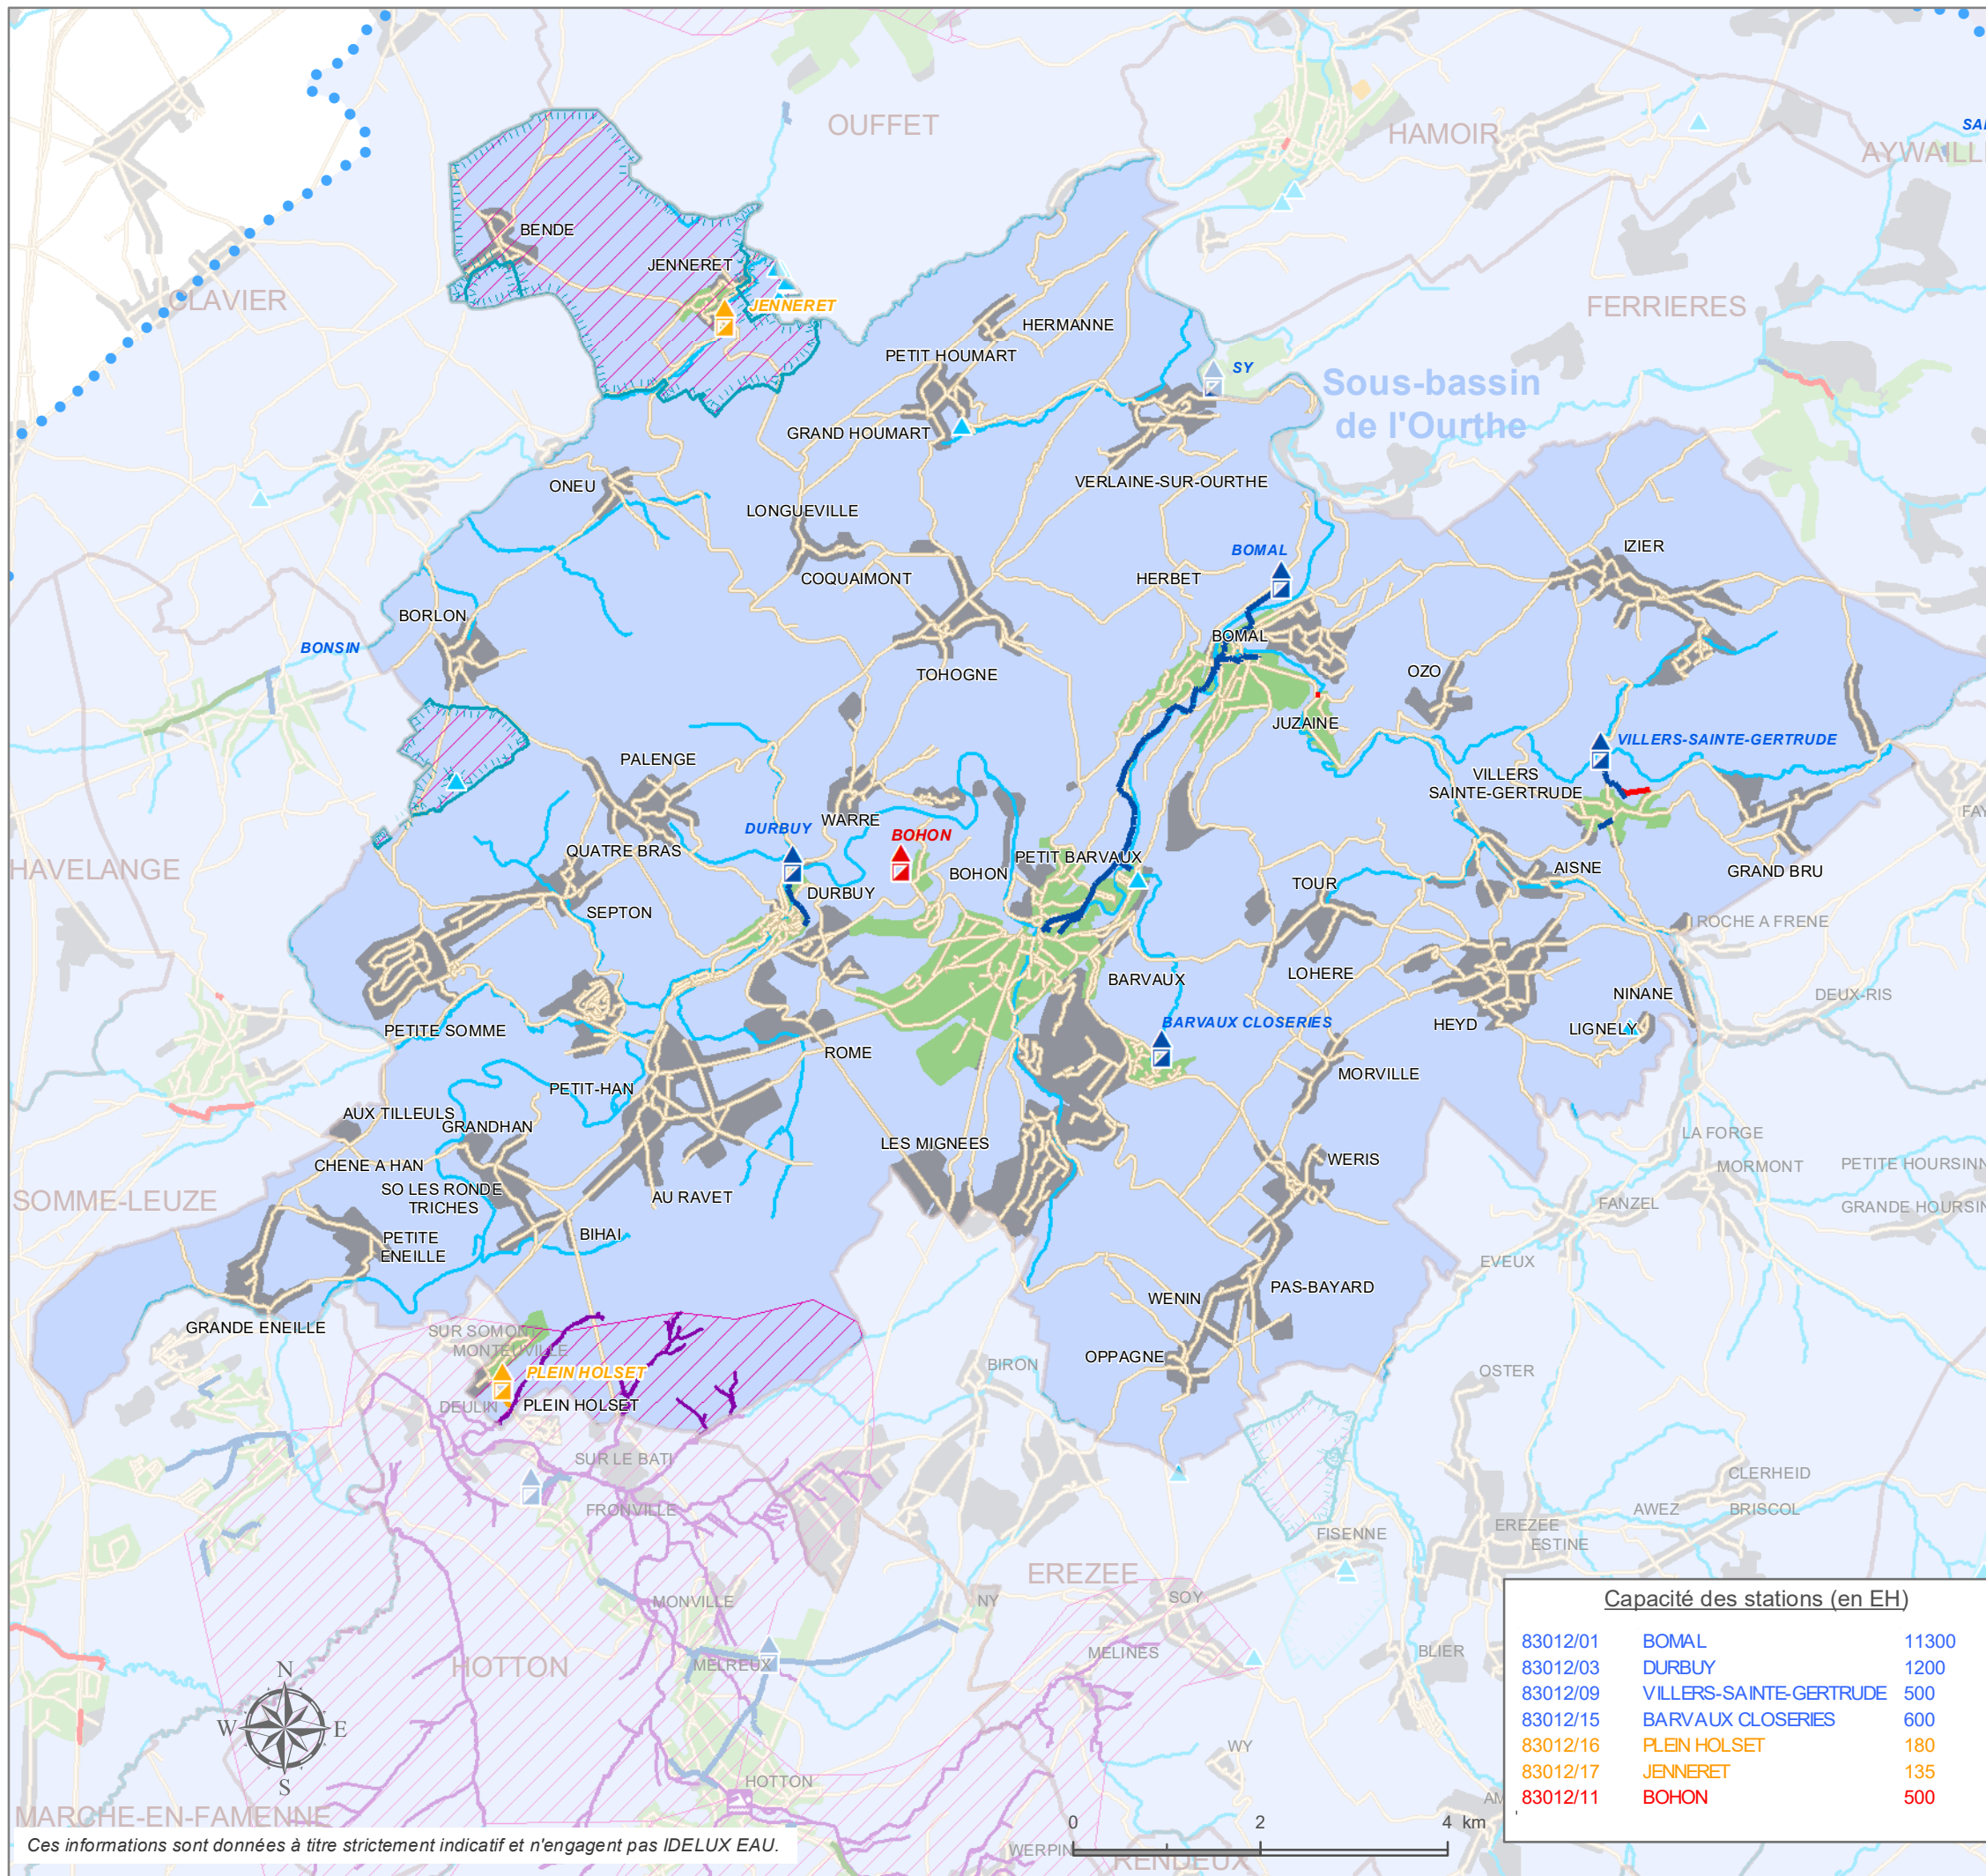 OUFFET
HAMOIR
AYWAILL
CLAVIER
FERRIERES
BENDE
JENNERET
JENNERET
HERMANNE
PETIT HOUMART
SY
Sous-bassin
de l'Ourthe
GRAND HOUMART
VERLAINE-SUR-OURTHE
ONEU
LONGUEVILLE
COQUAIMONT
HERBET
BOMAL
IZIER
BORLON
BONSIN
BOMAL
TOHOGNE
OZO
JUZAINE
VILLERS-SAINTE-GERTRUDE
PALENGE
VILLERS
SAINTE-GERTRUDE
WARRE
DURBUY
BOHON
QUATRE BRAS
PETIT BARVAUX
HAVELANGE
BOHON
DURBUY
TOUR
AISNE
GRAND BRU
SEPTON
ROCHE A FRENE
BARVAUX
LOHERE
NINANE
DEUX-RIS
PETITE SOMME
BARVAUX CLOSERIES
HEYD
LIGNELY
ROME
MORVILLE
PETIT-HAN
AUX TILLEULS
GRANDHAN
LES MIGNEES
LA FORGE
CHENE A HAN
WERIS
MORMONT
PETITE HOURSINN
SO LES RONDE
TRICHES
AU RAVET
SOMME-LEUZE
FANZEL
GRANDE HOURSIN
PETITE
ENEILLE
BIHAI
EVEUX
PAS-BAYARD
WENIN
GRANDE ENEILLE
SUR SOMONT
MONTEUVILLE
OPPAGNE
BIRON
OSTER
PLEIN HOLSET
DEULIN
PLEIN HOLSET
SUR LE BATI
CLERHEID
FRONVILLE
AWEZ
BRISCOL
FISENNE
EREZEE
ESTINE
EREZEE
MONVILLE
NY
SOY
MELINES
BLIER
HOTTON
MELREUX
WY
HOTTON
MARCHE-EN-FAMENNE
WERPIN
RENDEUX
N
W
E
S
0
2
4 km
Capacité des stations (en EH)
83012/01 BOMAL 11300
83012/03 DURBUY 1200
83012/09 VILLERS-SAINTE-GERTRUDE 500
83012/15 BARVAUX CLOSERIES 600
83012/16 PLEIN HOLSET 180
83012/17 JENNERET 135
83012/11 BOHON 500
Ces informations sont données à titre strictement indicatif et n'engagent pas IDELUX EAU.